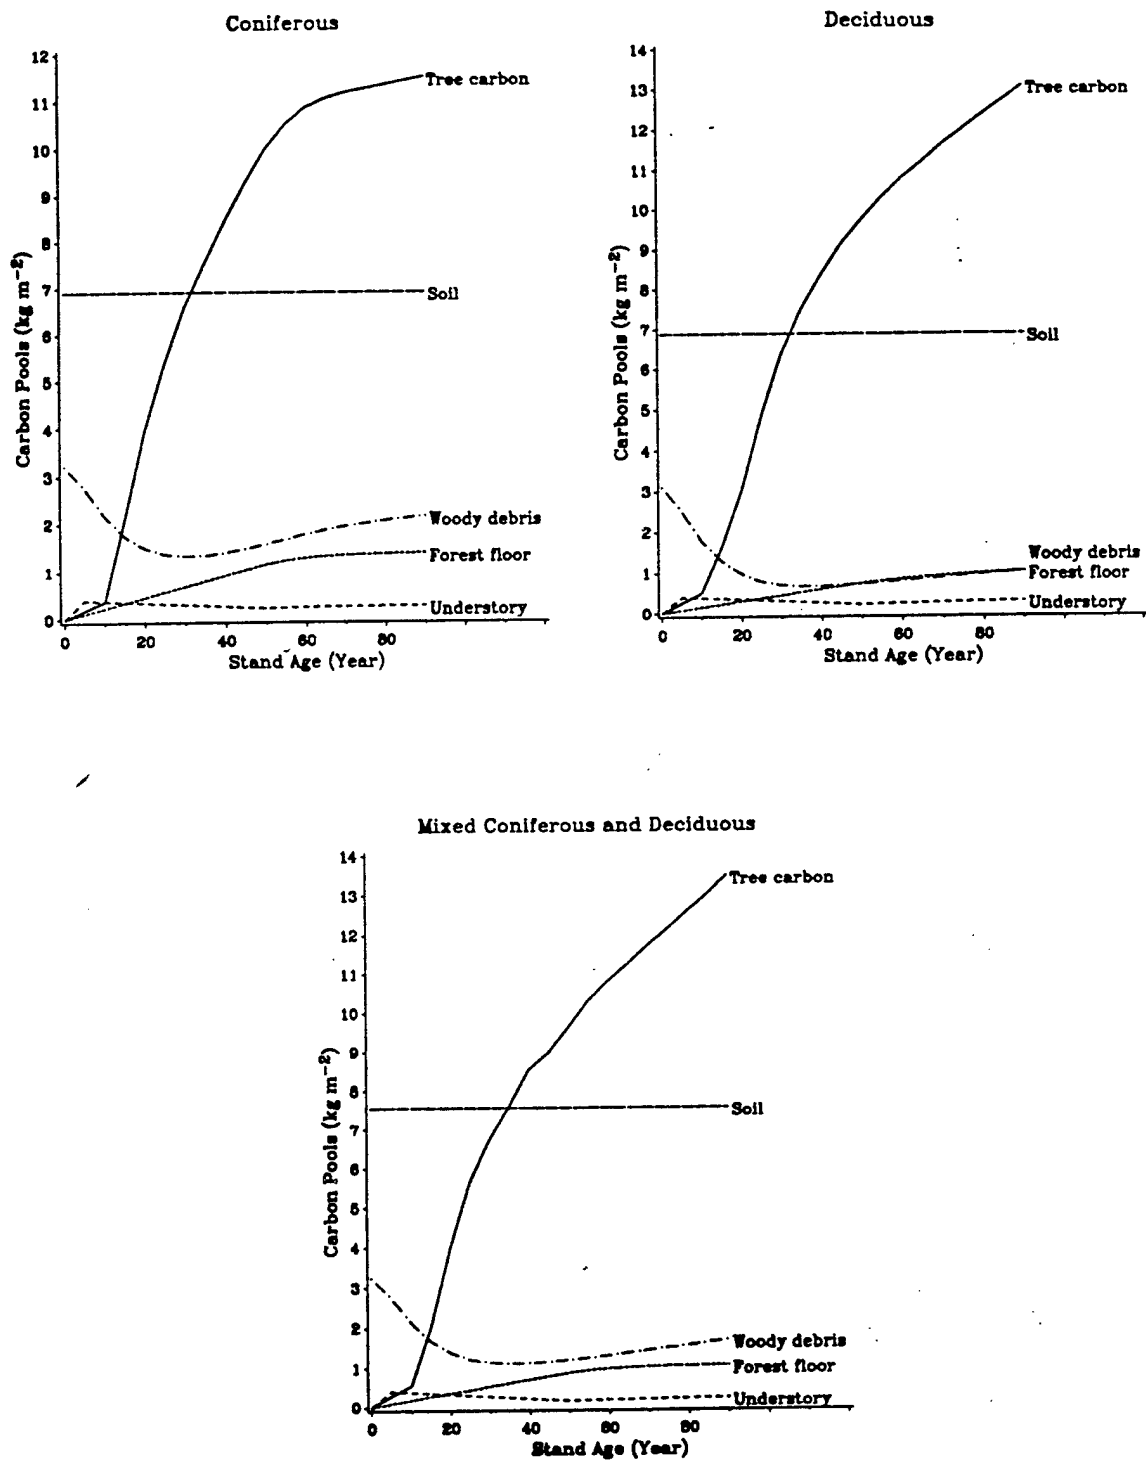 Coniferous
12
11
10
9
8
7
6
5
4
3
2
1
0
Carbon Pools (kg m−2)
Tree carbon
Soil
Woody debris
Forest floor
Understory
0 20 40 60 80
Stand Age (Year)
Deciduous
14
13
12
11
10
9
8
7
6
5
4
3
2
1
0
Carbon Pools (kg m−2)
Tree carbon
Soil
Woody debris
Forest floor
Understory
0 20 40 60 80
Stand Age (Year)
Mixed Coniferous and Deciduous
14
13
12
11
10
9
8
7
6
5
4
3
2
1
0
Carbon Pools (kg m−2)
Tree carbon
Soil
Woody debris
Forest floor
Understory
0 20 40 60 80
Stand Age (Year)